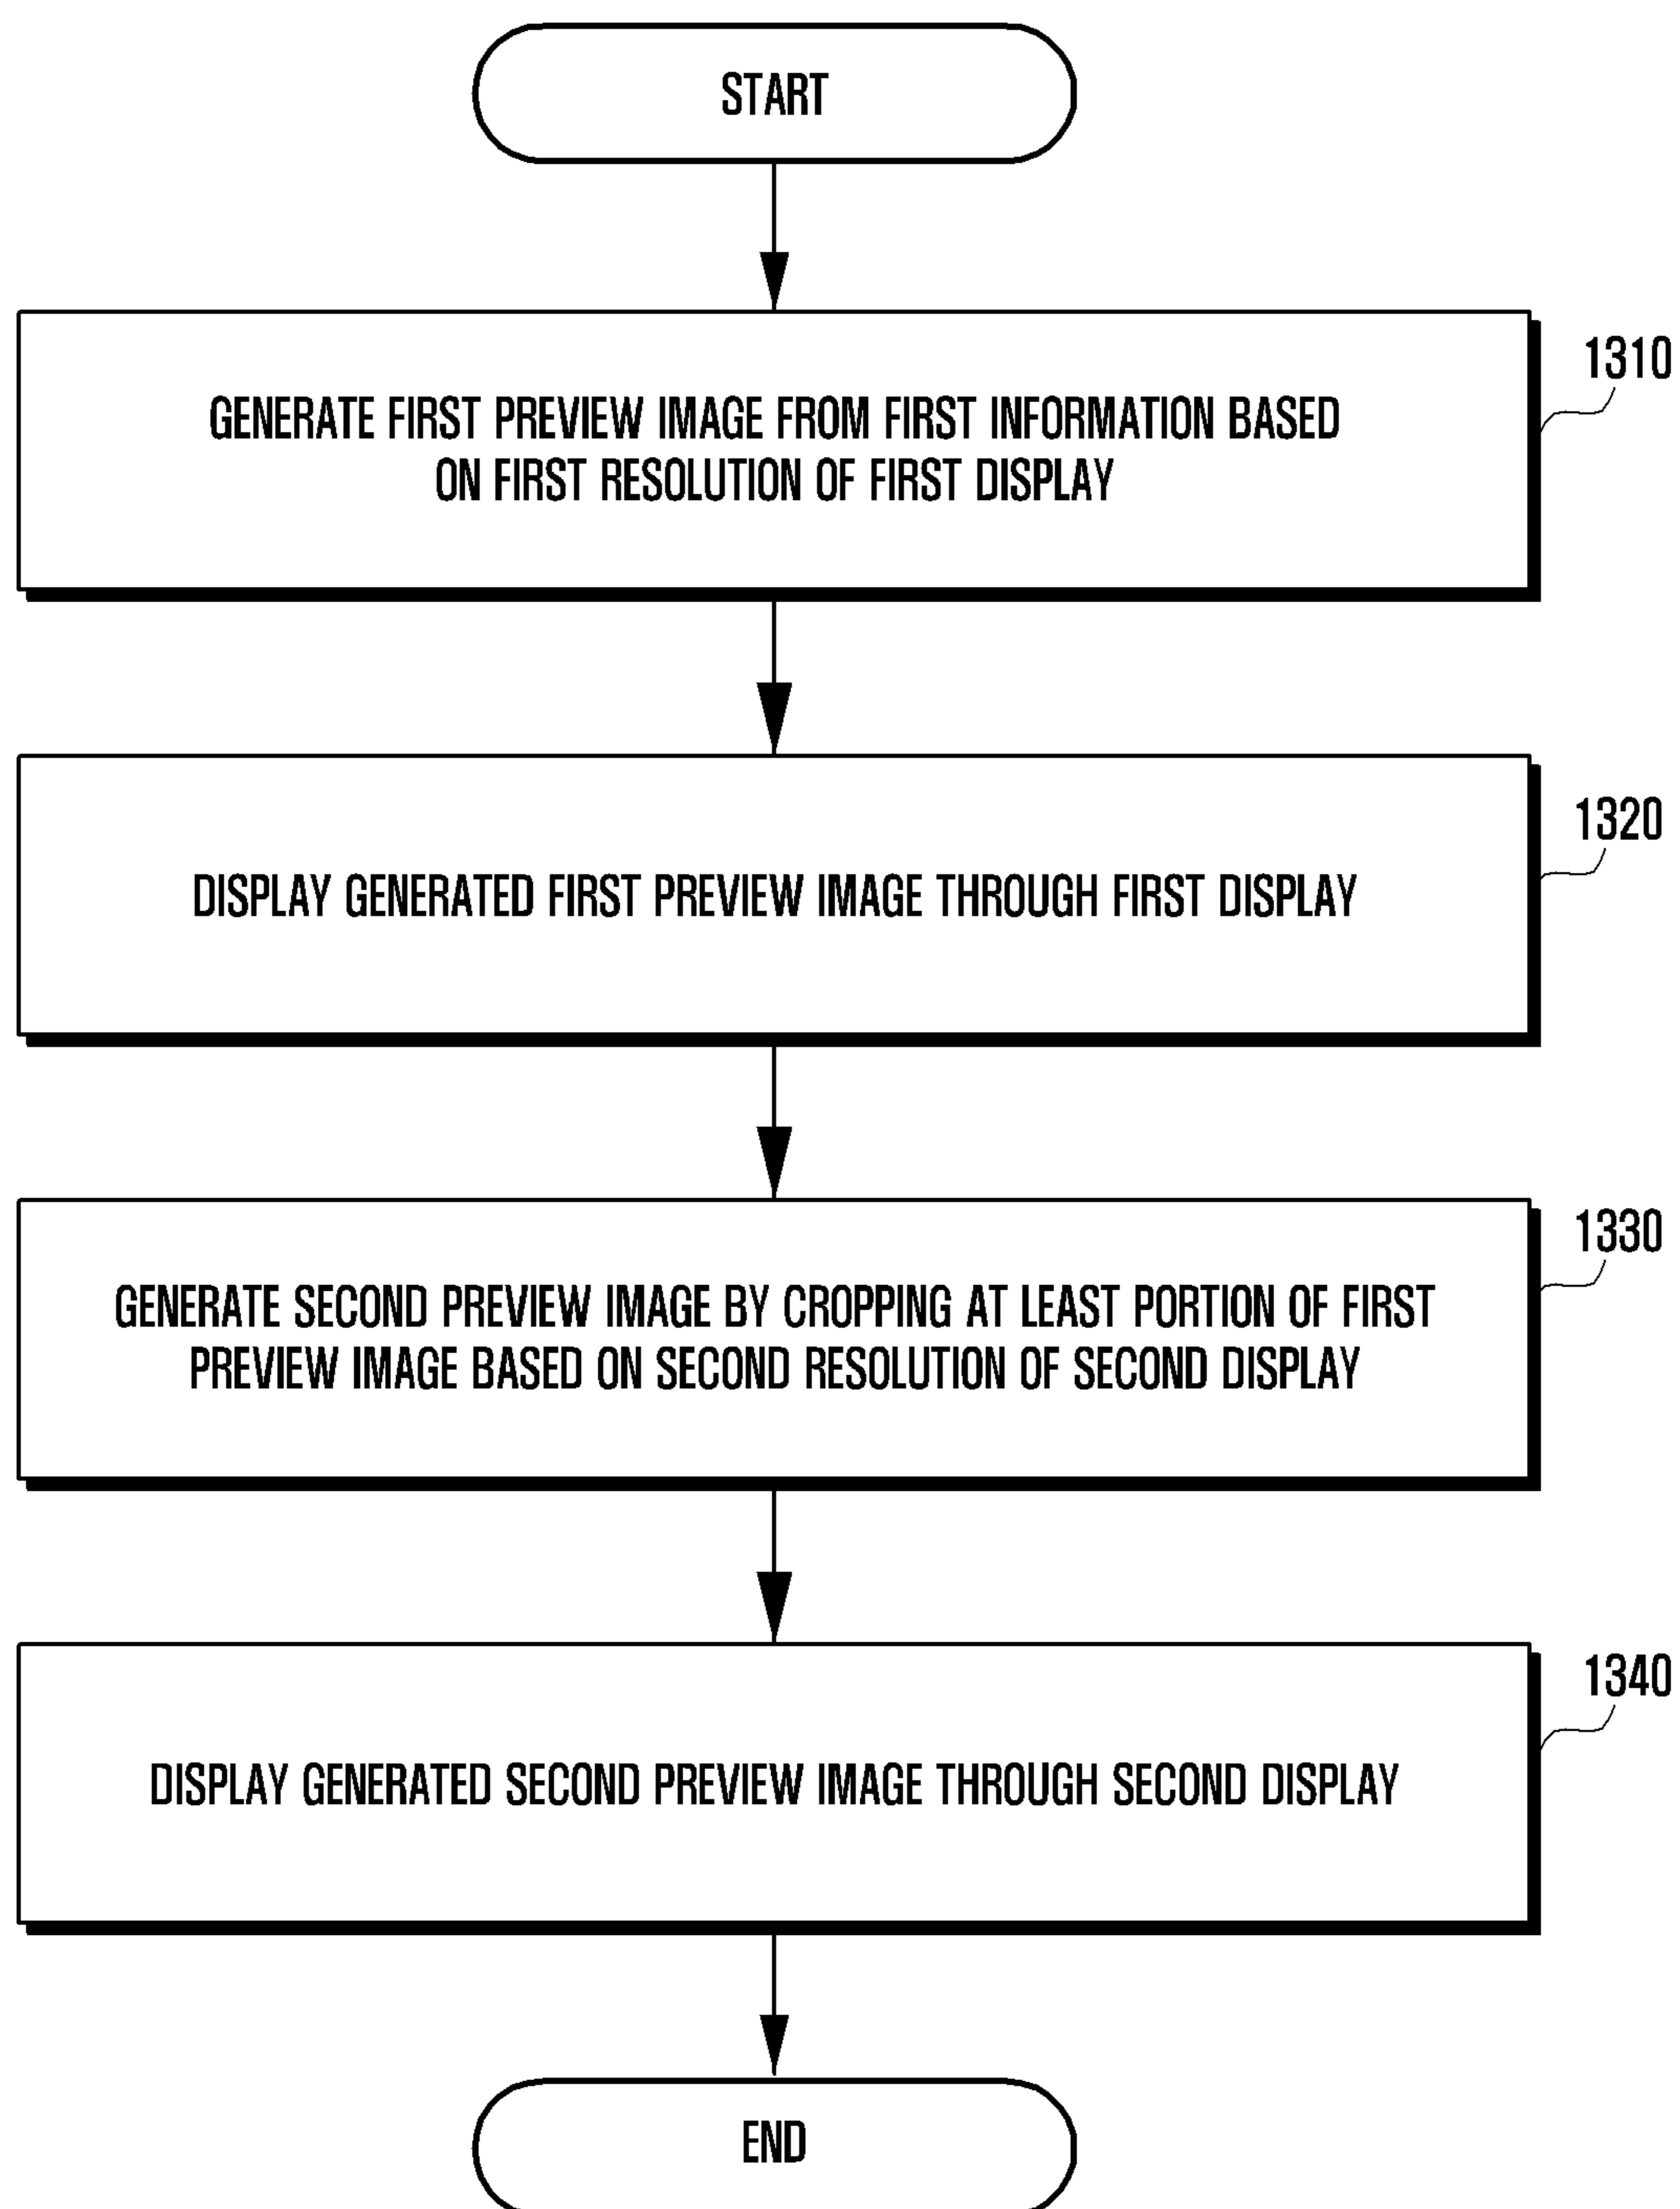 START
1310
GENERATE FIRST PREVIEW IMAGE FROM FIRST INFORMATION BASED
ON FIRST RESOLUTION OF FIRST DISPLAY
1320
DISPLAY GENERATED FIRST PREVIEW IMAGE THROUGH FIRST DISPLAY
1330
GENERATE SECOND PREVIEW IMAGE BY CROPPING AT LEAST PORTION OF FIRST
PREVIEW IMAGE BASED ON SECOND RESOLUTION OF SECOND DISPLAY
1340
DISPLAY GENERATED SECOND PREVIEW IMAGE THROUGH SECOND DISPLAY
END